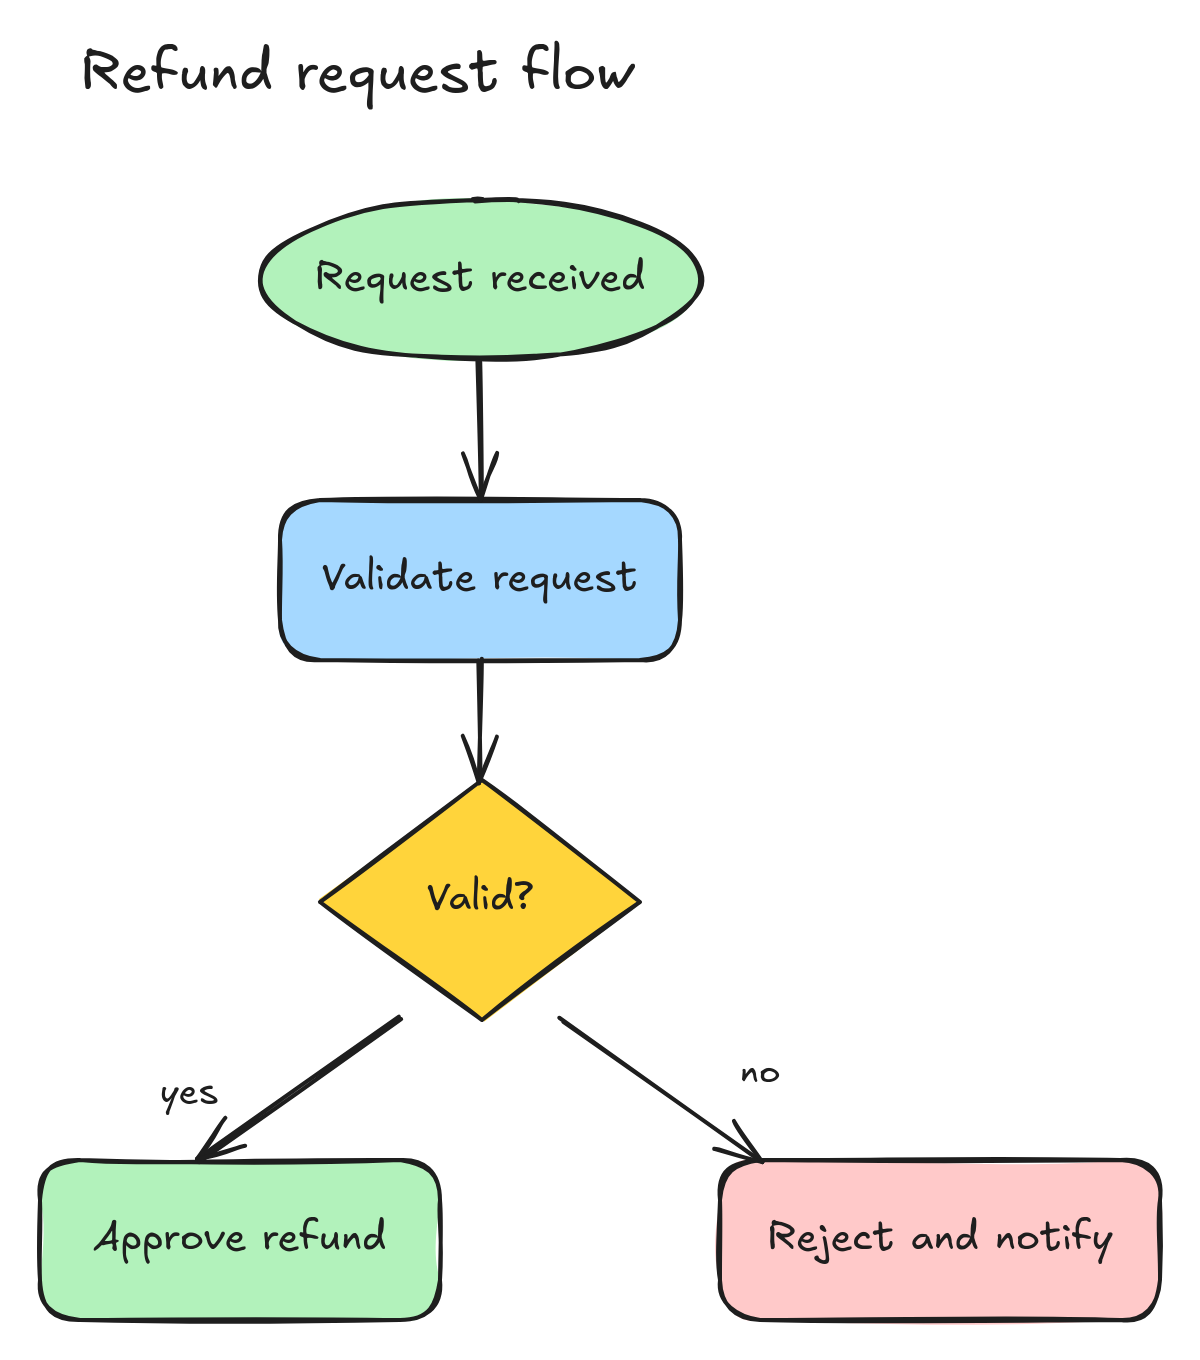 Refund request flow
Request received
Validate request
Valid?
yes
no
Approve refund
Reject and notify